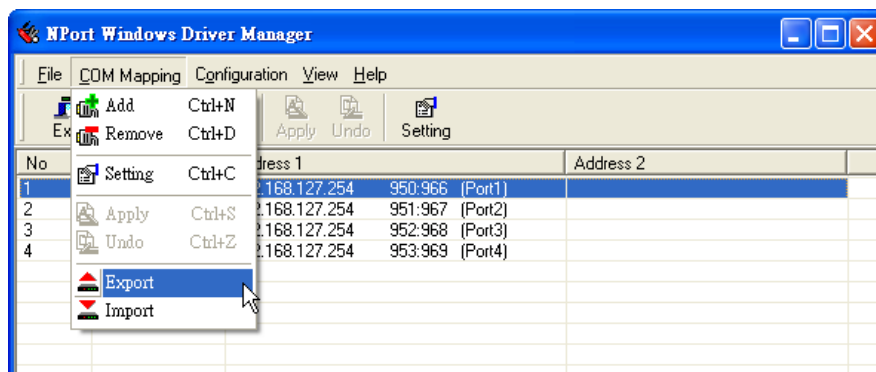 NPort Windows Driver Manager
File COM Mapping Configuration View Help
Ex Apply Undo Setting
Add Ctrl+N
Remove Ctrl+D
Setting Ctrl+C
Apply Ctrl+S
Undo Ctrl+Z
Export
Import
No dress 1 Address 2
1 2.168.127.254 950:966 (Port1)
2 2.168.127.254 951:967 (Port2)
3 2.168.127.254 952:968 (Port3)
4 2.168.127.254 953:969 (Port4)